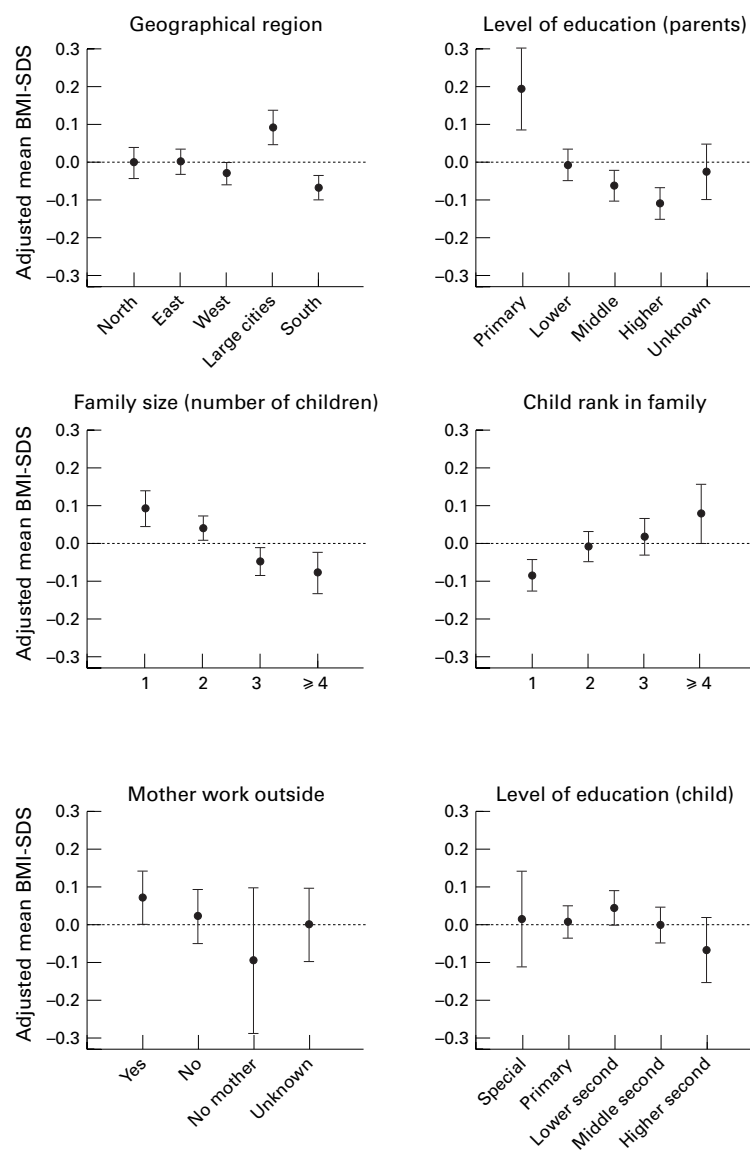 Geographical region
Adjusted mean BMI-SDS
0.3
0.2
0.1
0.0
–0.1
–0.2
–0.3
North
East
West
Large cities
South
Level of education (parents)
0.3
0.2
0.1
0.0
–0.1
–0.2
–0.3
Primary
Lower
Middle
Higher
Unknown
Family size (number of children)
Adjusted mean BMI-SDS
0.3
0.2
0.1
0.0
–0.1
–0.2
–0.3
1
2
3
⩾ 4
Child rank in family
0.3
0.2
0.1
0.0
–0.1
–0.2
–0.3
1
2
3
⩾ 4
Mother work outside
Adjusted mean BMI-SDS
0.3
0.2
0.1
0.0
–0.1
–0.2
–0.3
Yes
No
No mother
Unknown
Level of education (child)
0.3
0.2
0.1
0.0
–0.1
–0.2
–0.3
Special
Primary
Lower second
Middle second
Higher second